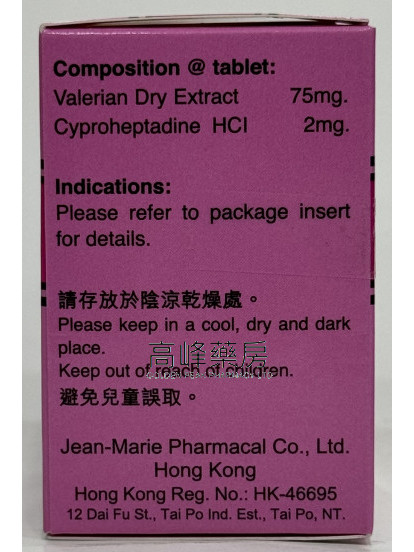 Composition @ tablet:
Valerian Dry Extract 75mg.
Cyproheptadine HCl 2mg.
Indications:
Please refer to package insert
for details.
請存放於陰涼乾燥處。
Please keep in a cool, dry and dark
place.
高峰藥房
Keep out of reach of children.
避免兒童誤取。
Jean-Marie Pharmacal Co., Ltd.
Hong Kong
Hong Kong Reg. No.: HK-46695
12 Dai Fu St., Tai Po Ind. Est., Tai Po, NT.